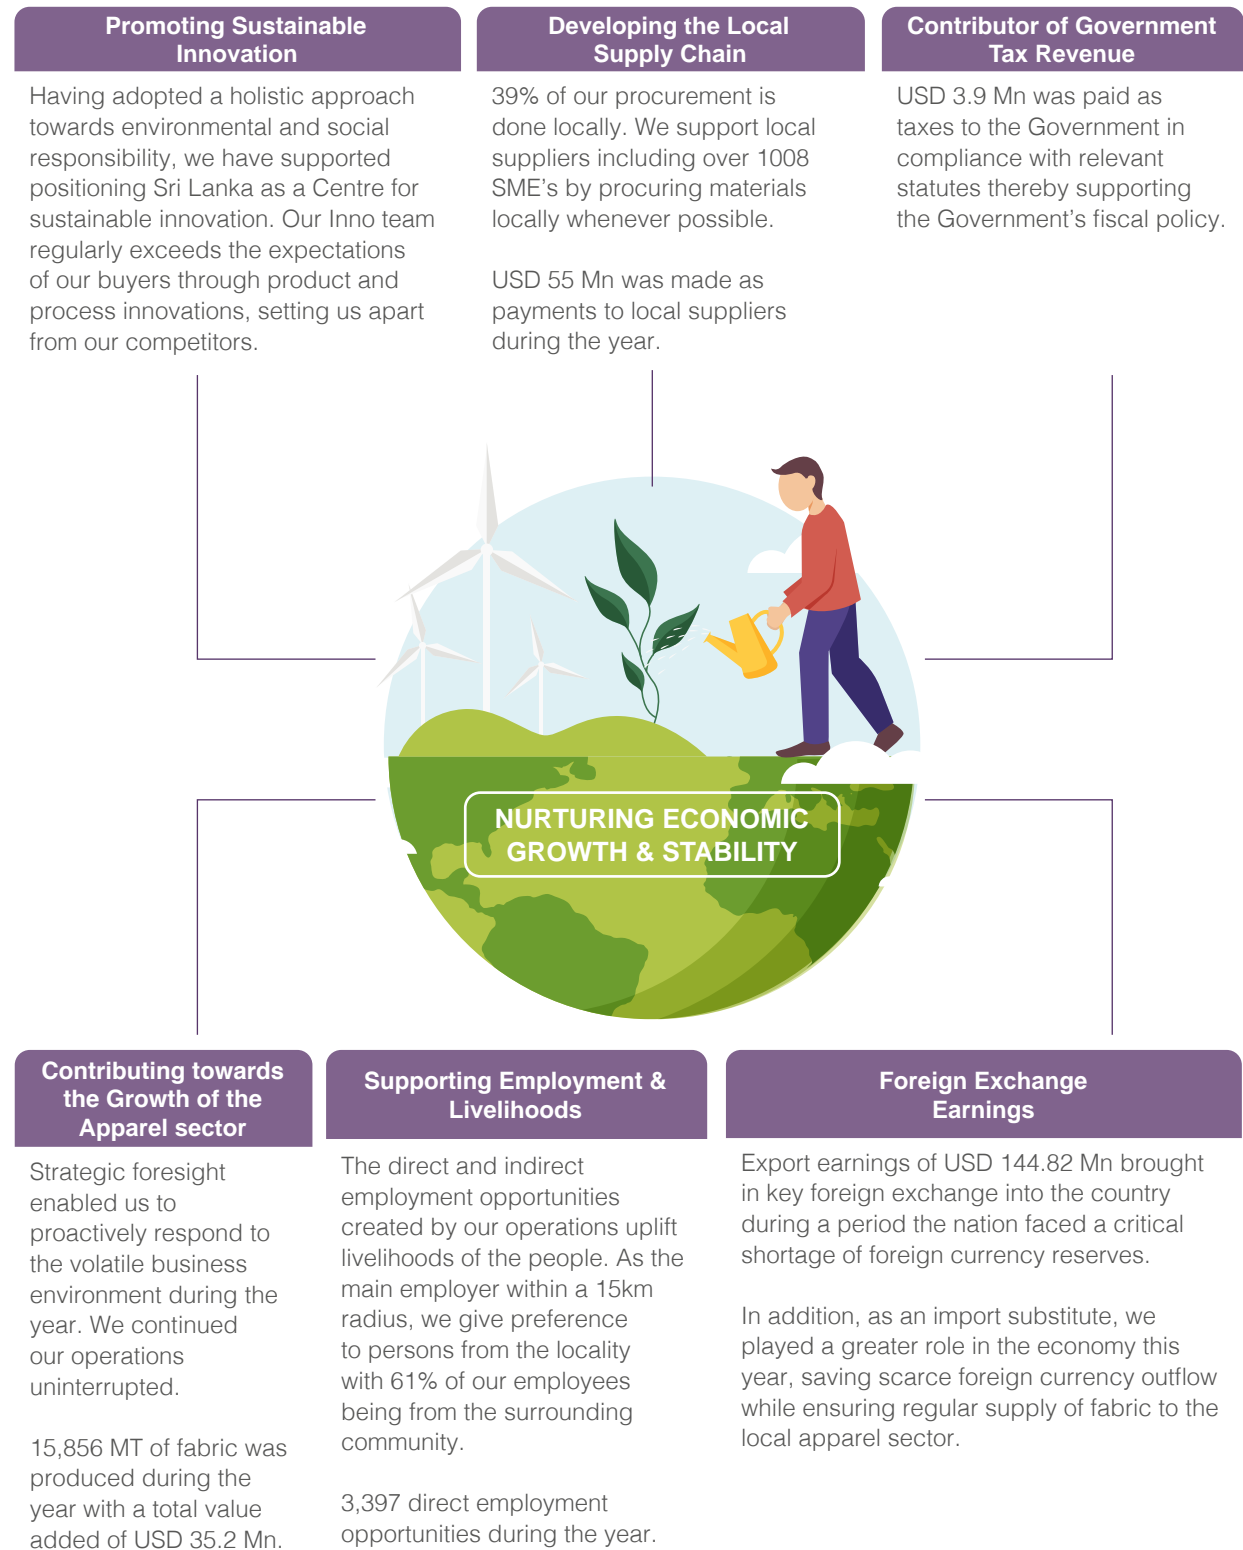 Promoting Sustainable
Innovation
Having adopted a holistic approach
towards environmental and social
responsibility, we have supported
positioning Sri Lanka as a Centre for
sustainable innovation. Our Inno team
regularly exceeds the expectations
of our buyers through product and
process innovations, setting us apart
from our competitors.
Developing the Local
Supply Chain
39% of our procurement is
done locally. We support local
suppliers including over 1008
SME's by procuring materials
locally whenever possible.
USD 55 Mn was made as
payments to local suppliers
during the year.
Contributor of Government
Tax Revenue
USD 3.9 Mn was paid as
taxes to the Government in
compliance with relevant
statutes thereby supporting
the Government's fiscal policy.
NURTURING ECONOMIC
GROWTH & STABILITY
Contributing towards
the Growth of the
Apparel sector
Strategic foresight
enabled us to
proactively respond to
the volatile business
environment during the
year. We continued
our operations
uninterrupted.
15,856 MT of fabric was
produced during the
year with a total value
added of USD 35.2 Mn.
Supporting Employment &
Livelihoods
The direct and indirect
employment opportunities
created by our operations uplift
livelihoods of the people. As the
main employer within a 15km
radius, we give preference
to persons from the locality
with 61% of our employees
being from the surrounding
community.
3,397 direct employment
opportunities during the year.
Foreign Exchange
Earnings
Export earnings of USD 144.82 Mn brought
in key foreign exchange into the country
during a period the nation faced a critical
shortage of foreign currency reserves.
In addition, as an import substitute, we
played a greater role in the economy this
year, saving scarce foreign currency outflow
while ensuring regular supply of fabric to the
local apparel sector.